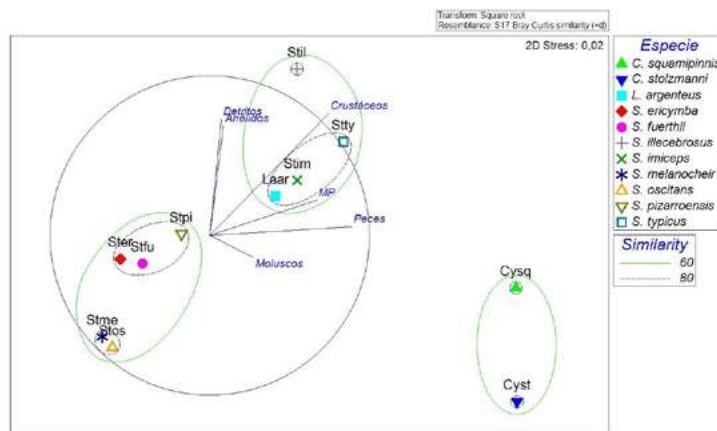 Transform: Square root
Resemblance: S17 Bray Curtis similarity (+d)
2D Stress: 0,02
Stil
Detritos
Anélidos
Crustáceos
Stty
Stim
Laar
MP
Peces
Stpi
Ster
Stfu
Moluscos
Cysq
Stme
Stos
Cyst
Especie
C. squamipinnis
C. stolzmanni
L. argenteus
S. ericymba
S. fuerthii
S. illecebrosus
S. imiceps
S. melanocheir
S. oscitans
S. pizarroensis
S. typicus
Similarity
60
80